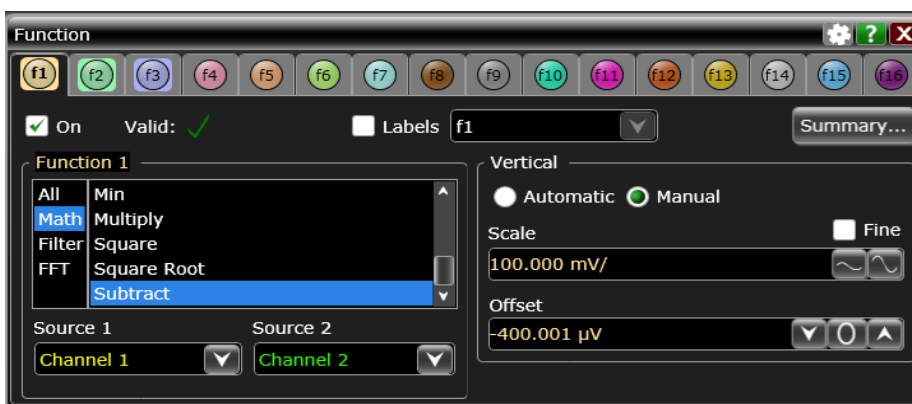 Function ?
f1 f2 f3 f4 f5 f6 f7 f8 f9 f10 f11 f12 f13 f14 f15 f16
On Valid: Labels f1 Summary...
Function 1
All
Math
Filter
FFT
Min
Multiply
Square
Square Root
Subtract
Source 1 Source 2
Channel 1 Channel 2
Vertical
Automatic Manual
Scale Fine
100.000 mV/
Offset
-400.001 µV 0